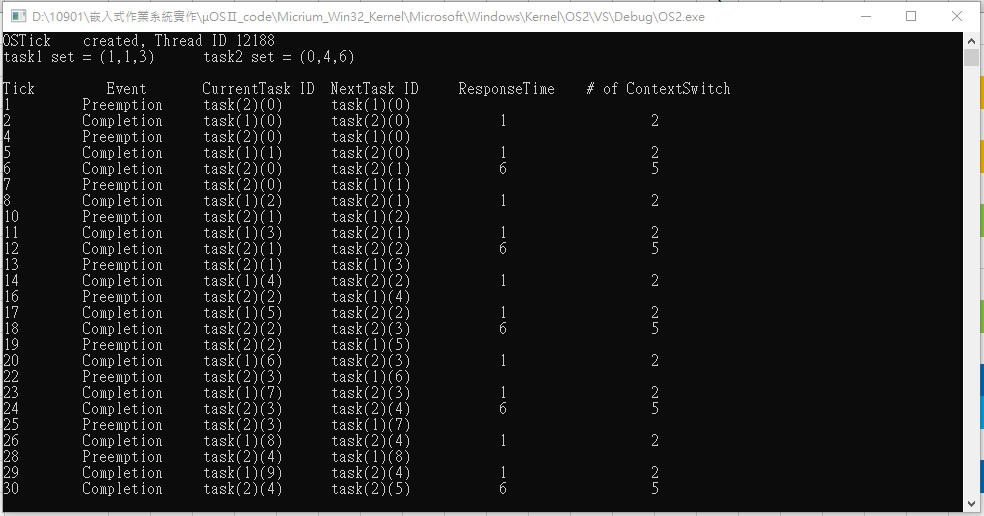 D:\10901\嵌入式作業系統實作\μOSⅡ_code\Micrium_Win32_Kernel\Microsoft\Windows\Kernel\OS2\VS\Debug\OS2.exe
OSTick created, Thread ID 12188
task1 set = (1,1,3) task2 set = (0,4,6)
Tick Event CurrentTask ID NextTask ID ResponseTime # of ContextSwitch
1 Preemption task(2)(0) task(1)(0)
2 Completion task(1)(0) task(2)(0) 1 2
4 Preemption task(2)(0) task(1)(0)
5 Completion task(1)(1) task(2)(0) 1 2
6 Completion task(2)(0) task(2)(1) 6 5
7 Preemption task(2)(0) task(1)(1)
8 Completion task(1)(2) task(2)(1) 1 2
10 Preemption task(2)(1) task(1)(2)
11 Completion task(1)(3) task(2)(1) 1 2
12 Completion task(2)(1) task(2)(2) 6 5
13 Preemption task(2)(1) task(1)(3)
14 Completion task(1)(4) task(2)(2) 1 2
16 Preemption task(2)(2) task(1)(4)
17 Completion task(1)(5) task(2)(2) 1 2
18 Completion task(2)(2) task(2)(3) 6 5
19 Preemption task(2)(2) task(1)(5)
20 Completion task(1)(6) task(2)(3) 1 2
22 Preemption task(2)(3) task(1)(6)
23 Completion task(1)(7) task(2)(3) 1 2
24 Completion task(2)(3) task(2)(4) 6 5
25 Preemption task(2)(3) task(1)(7)
26 Completion task(1)(8) task(2)(4) 1 2
28 Preemption task(2)(4) task(1)(8)
29 Completion task(1)(9) task(2)(4) 1 2
30 Completion task(2)(4) task(2)(5) 6 5